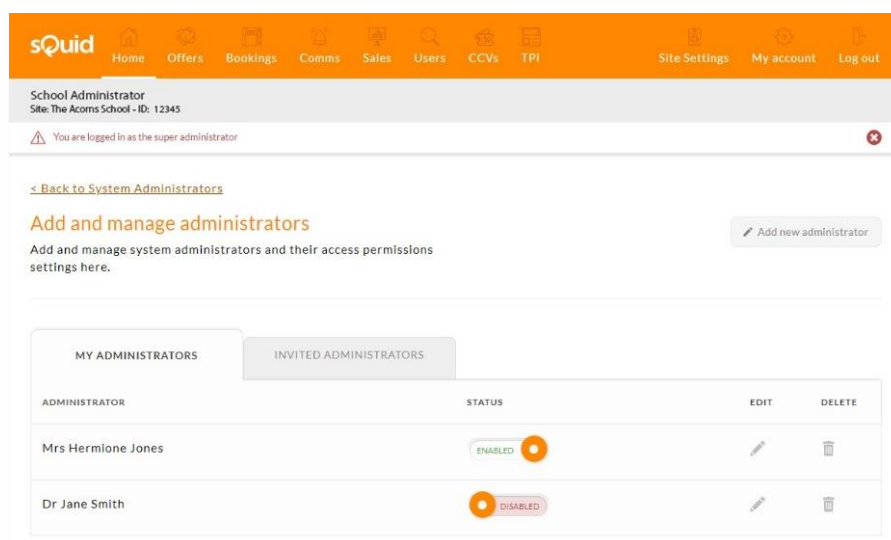 sQuid Home Offers Bookings Comms Sales Users CCVs TPI Site Settings My account Log out
School Administrator
Site: The Acorns School - ID: 12345
You are logged in as the super administrator
< Back to System Administrators
Add and manage administrators
Add new administrator
Add and manage system administrators and their access permissions
settings here.
MY ADMINISTRATORS INVITED ADMINISTRATORS
ADMINISTRATOR STATUS EDIT DELETE
Mrs Hermione Jones ENABLED
Dr Jane Smith DISABLED